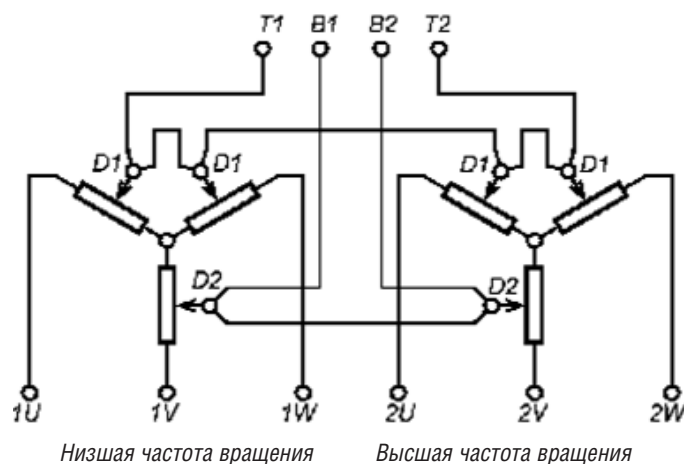 T1 B1 B2 T2
D1 D1 D1 D1
D2 D2
1U 1V 1W 2U 2V 2W
Низшая частота вращения Высшая частота вращения